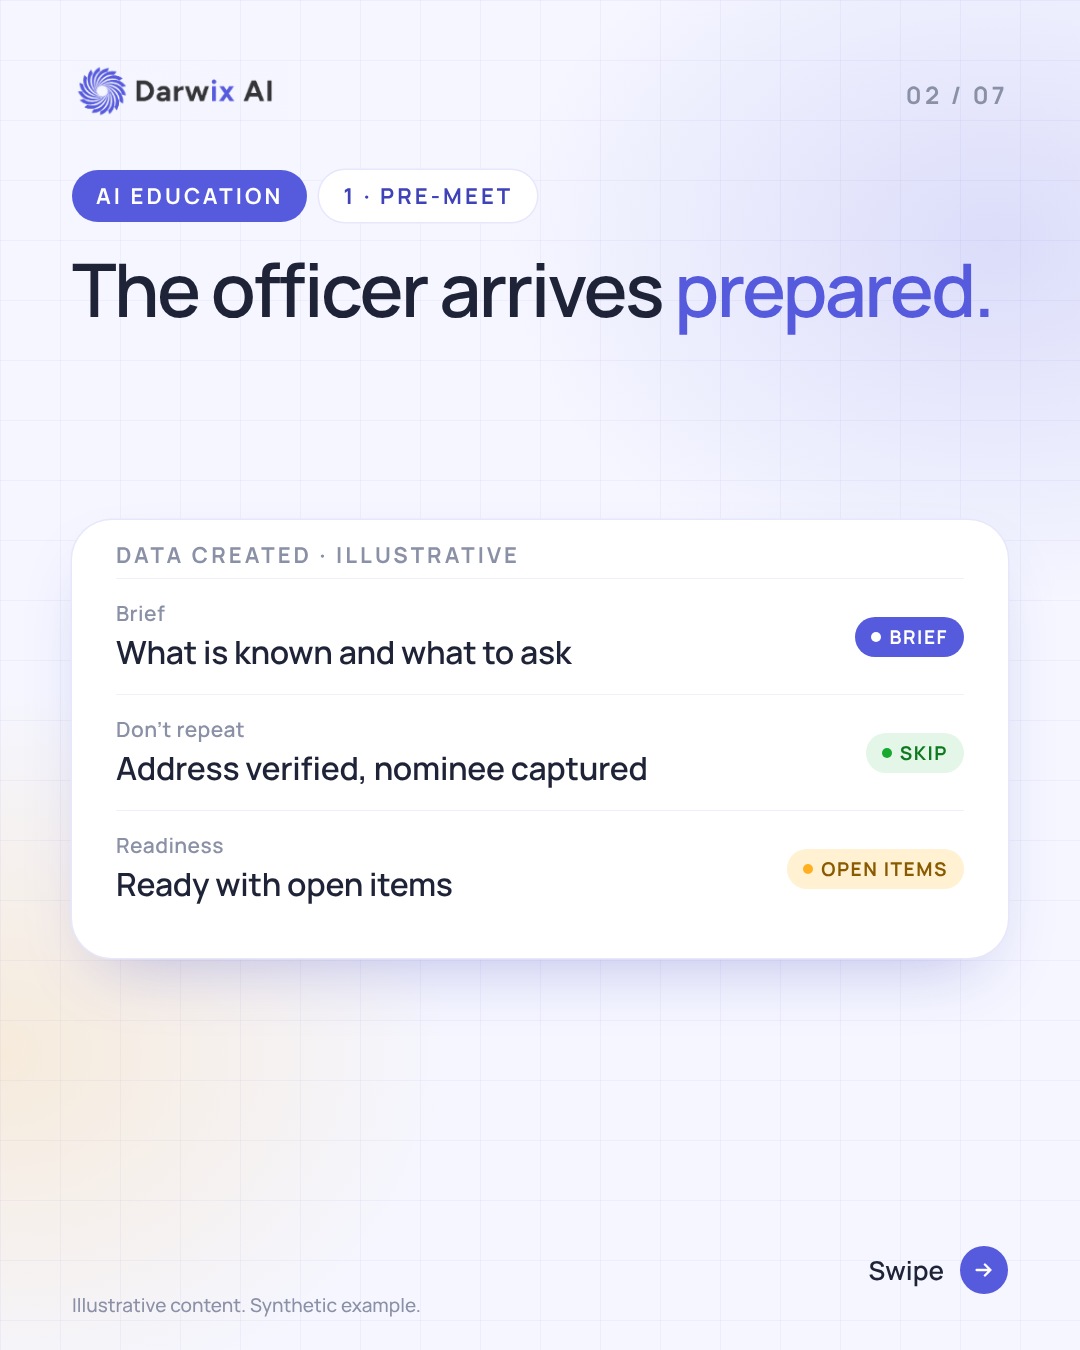 Darwix AI
02 / 07
AI EDUCATION
1 · PRE-MEET
The officer arrives prepared.
DATA CREATED · ILLUSTRATIVE
Brief
What is known and what to ask
BRIEF
Don’t repeat
Address verified, nominee captured
SKIP
Readiness
Ready with open items
OPEN ITEMS
Swipe
Illustrative content. Synthetic example.